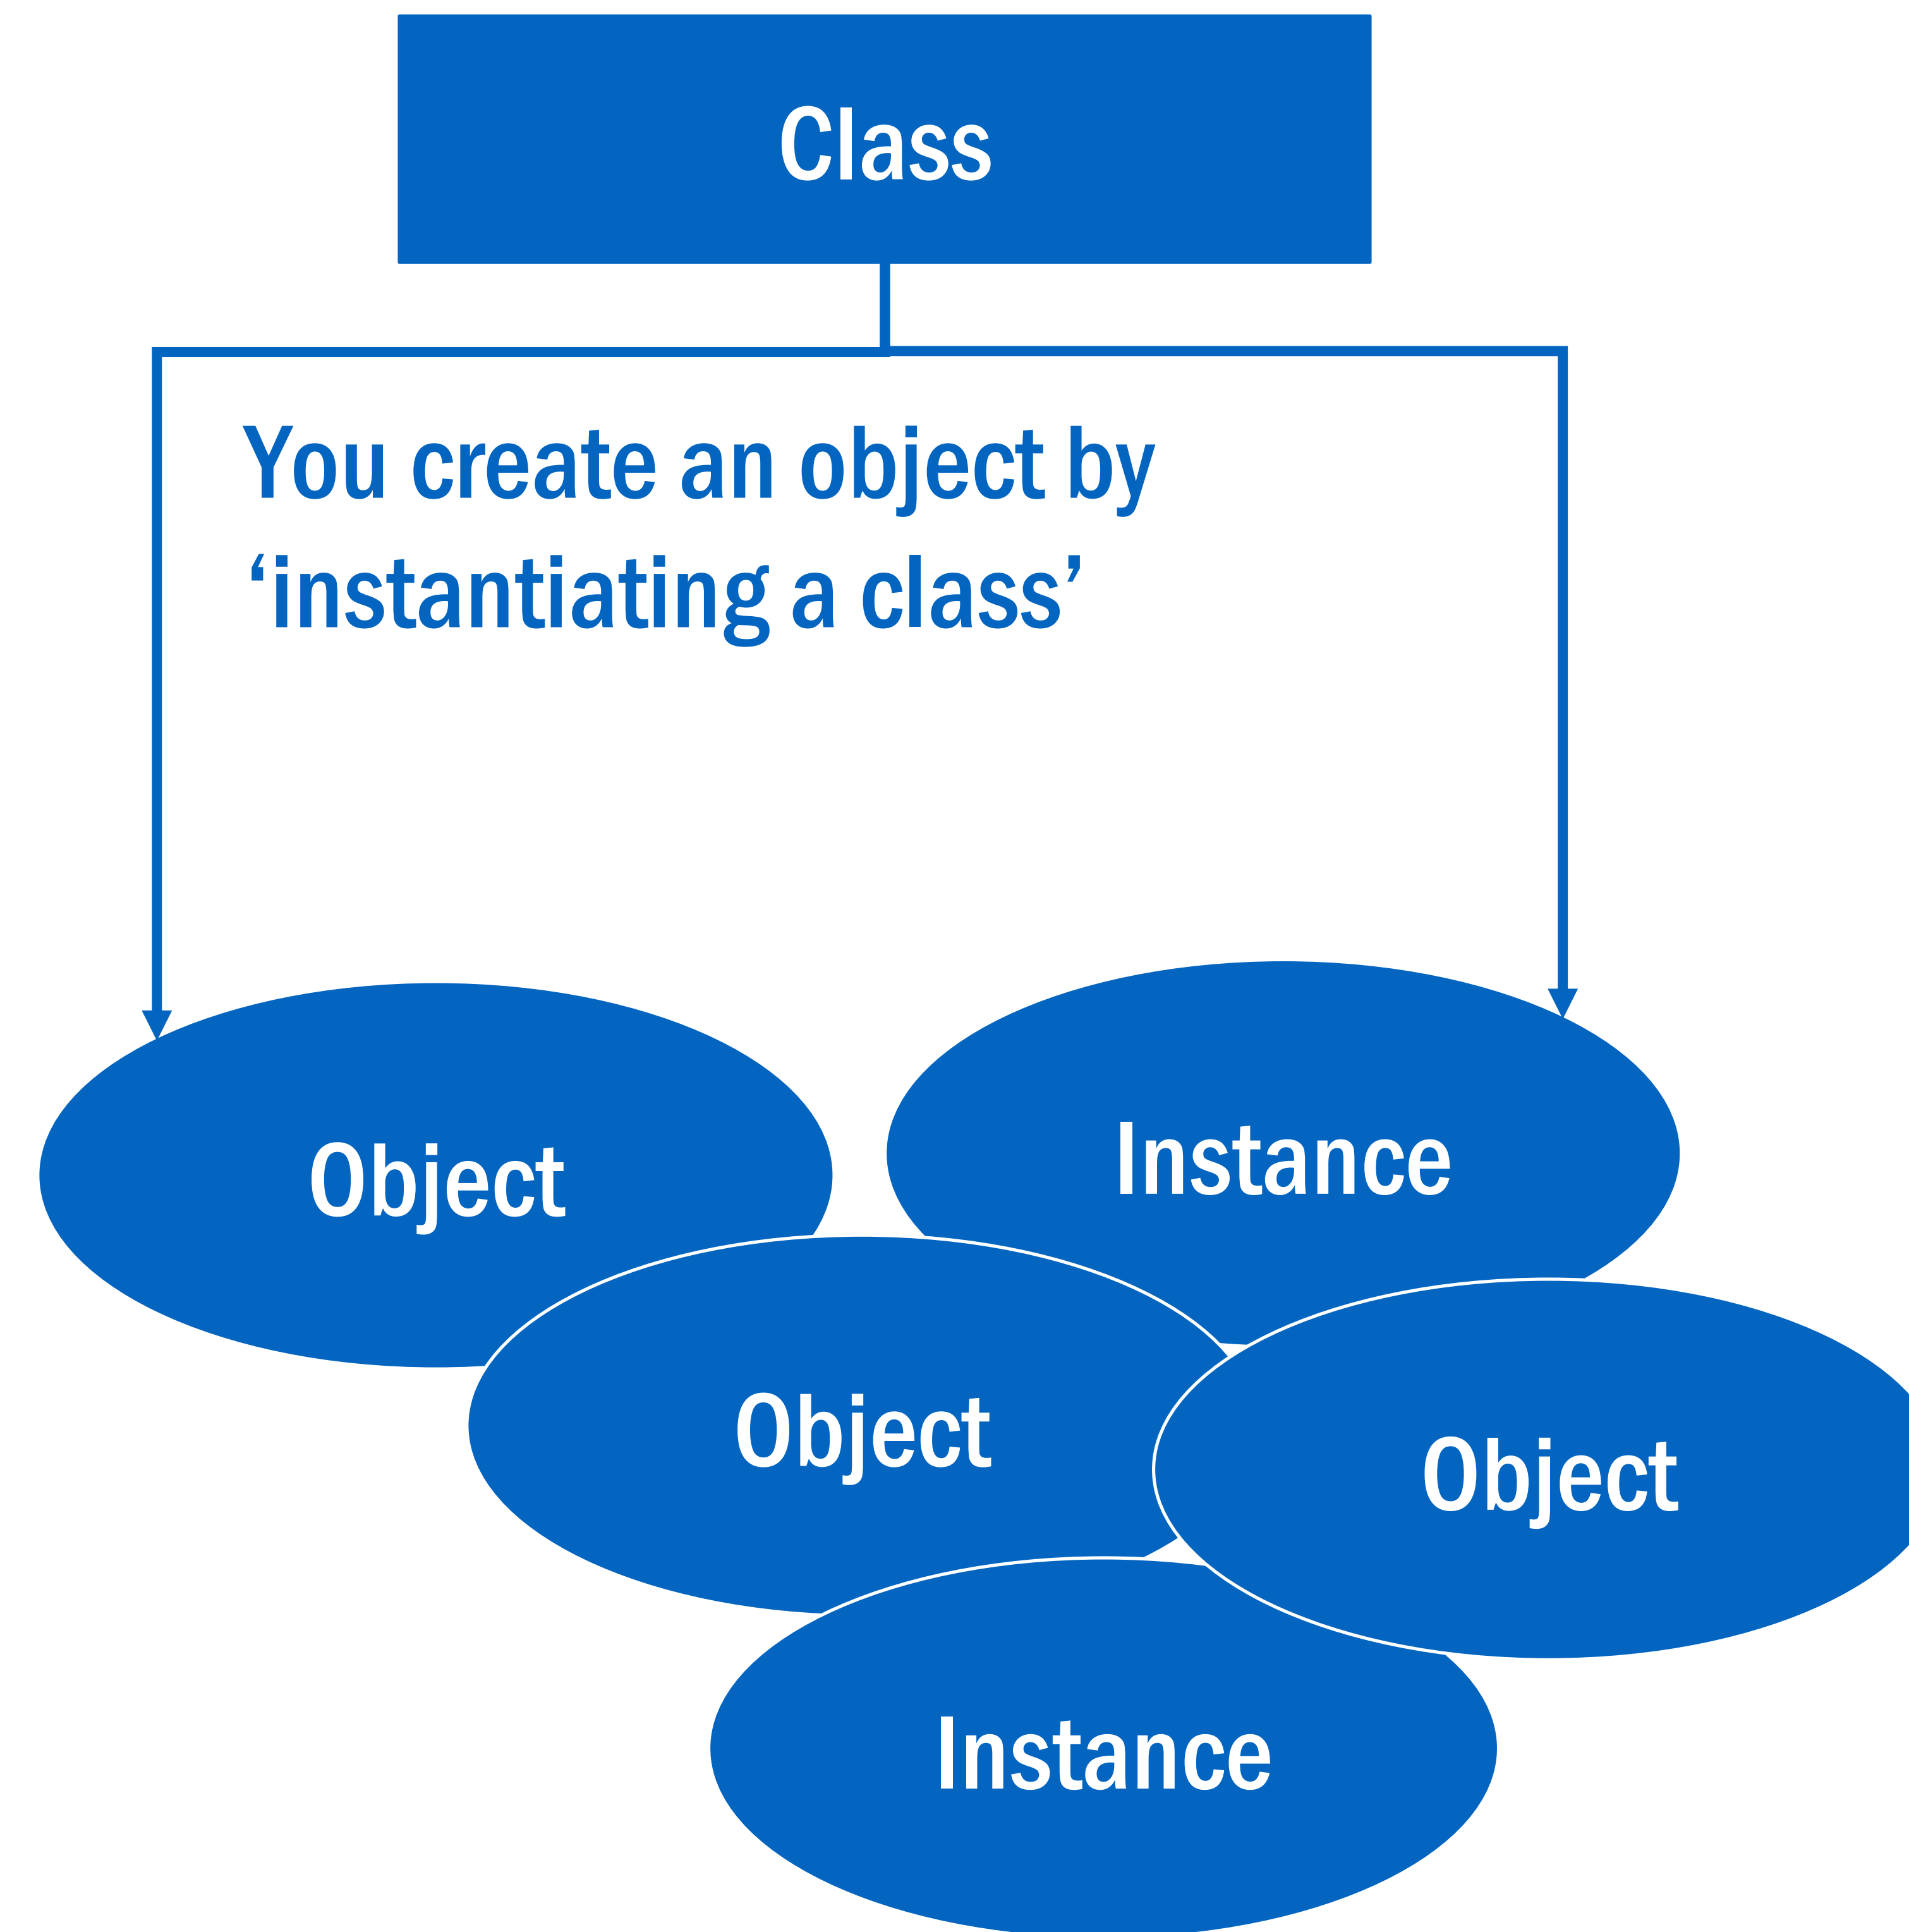 Class
You create an object by
‘instantiating a class’
Object
Instance
Object
Object
Instance